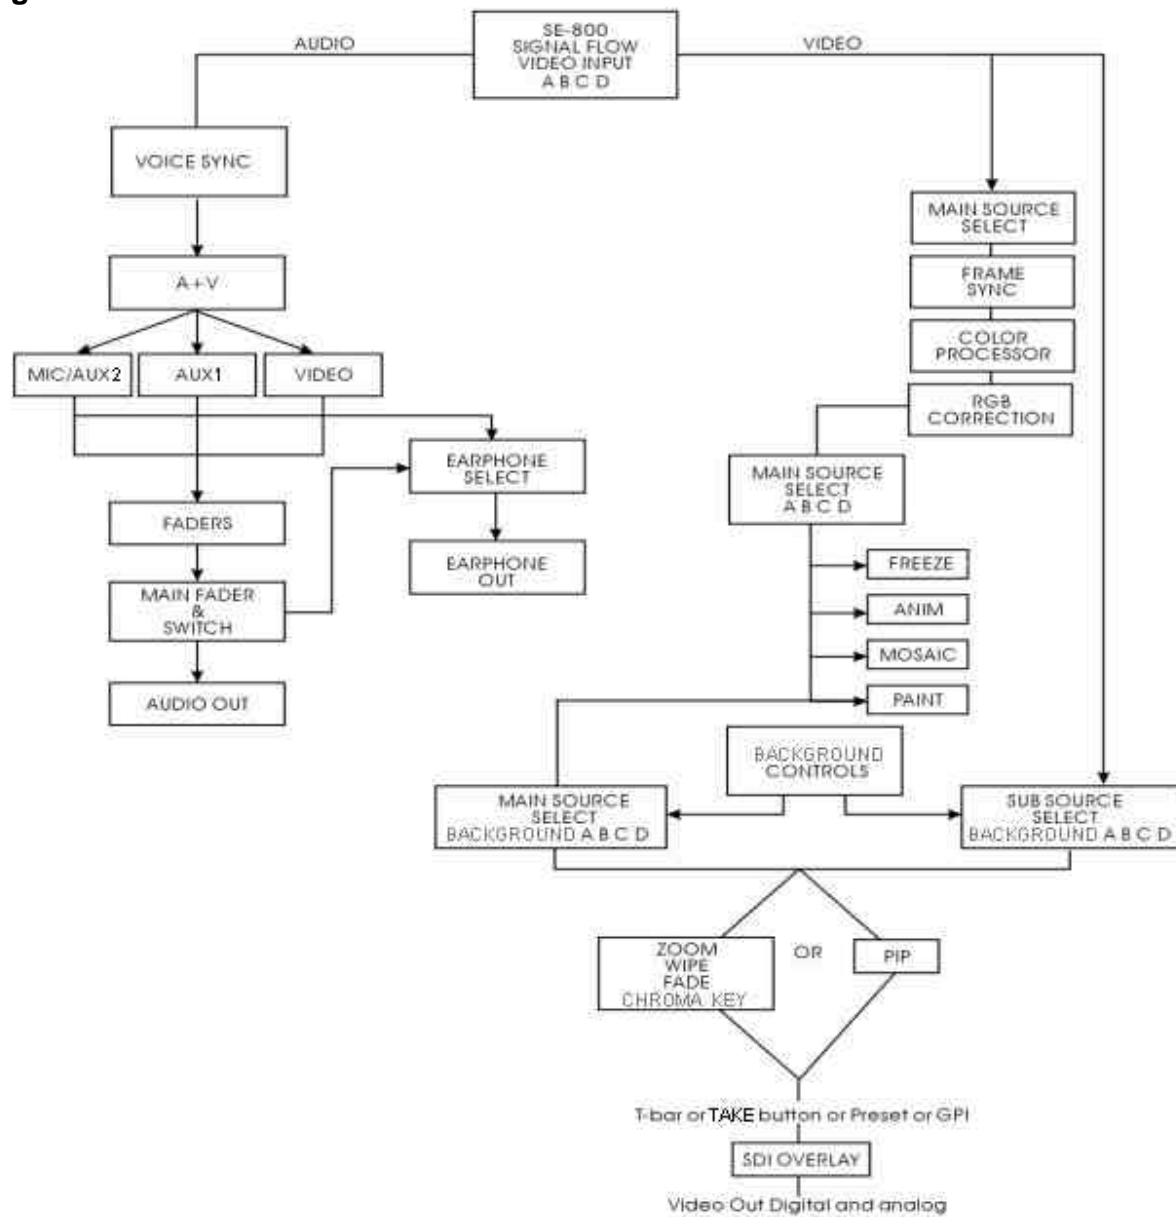 SE-800
SIGNAL FLOW
VIDEO INPUT
A B C D
AUDIO
VIDEO
VOICE SYNC
MAIN SOURCE
SELECT
A+V
FRAME
SYNC
COLOR
PROCESSOR
MIC/AUX2
AUX1
VIDEO
RGB
CORRECTION
EARPHONE
SELECT
MAIN SOURCE
SELECT
A B C D
FADERS
EARPHONE
OUT
FREEZE
MAIN FADER
&
SWITCH
ANIM
MOSAIC
AUDIO OUT
PAINT
BACKGROUND
CONTROLS
MAIN SOURCE
SELECT
BACKGROUND A B C D
SUB SOURCE
SELECT
BACKGROUND A B C D
ZOOM
WIPE
FADE
CHROMA KEY
OR
PIP
T-bar or TAKE button or Preset or GPI
SDI OVERLAY
Video Out Digital and analog